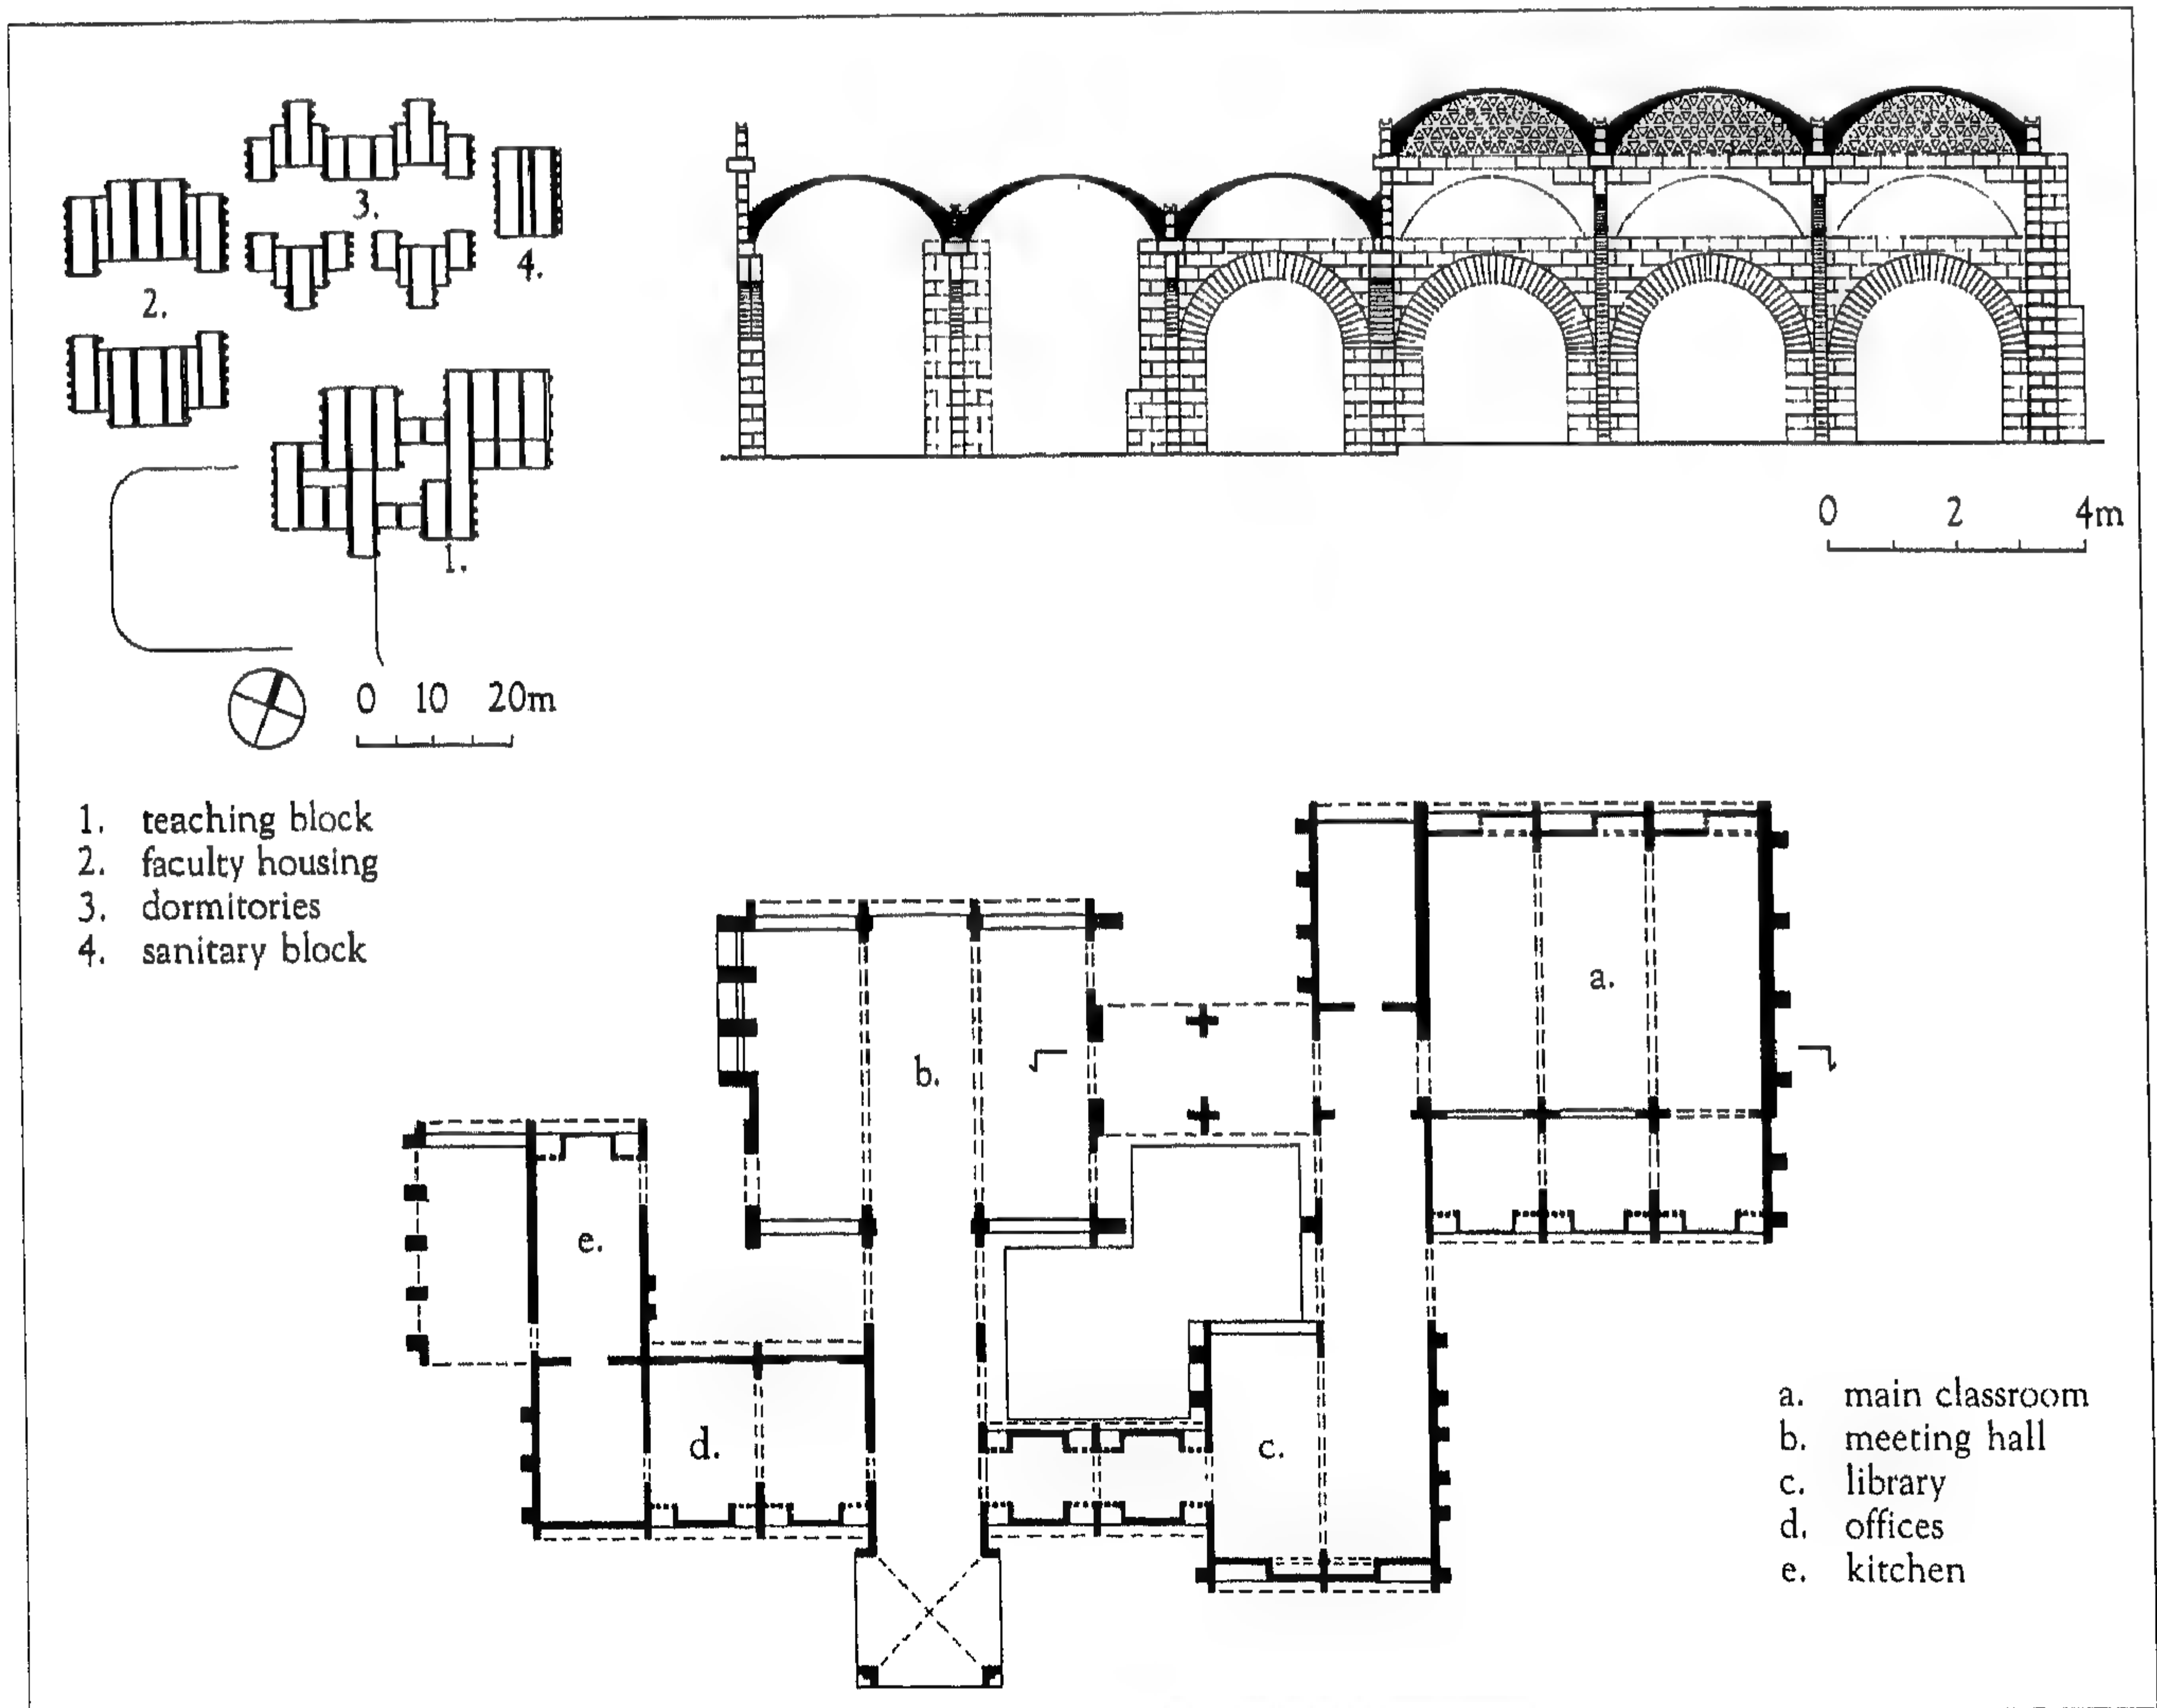 3.
4.
2.
1.
0 10 20m
0 2 4m
1. teaching block
2. faculty housing
3. dormitories
4. sanitary block
a.
b.
e.
d.
c.
a. main classroom
b. meeting hall
c. library
d. offices
e. kitchen